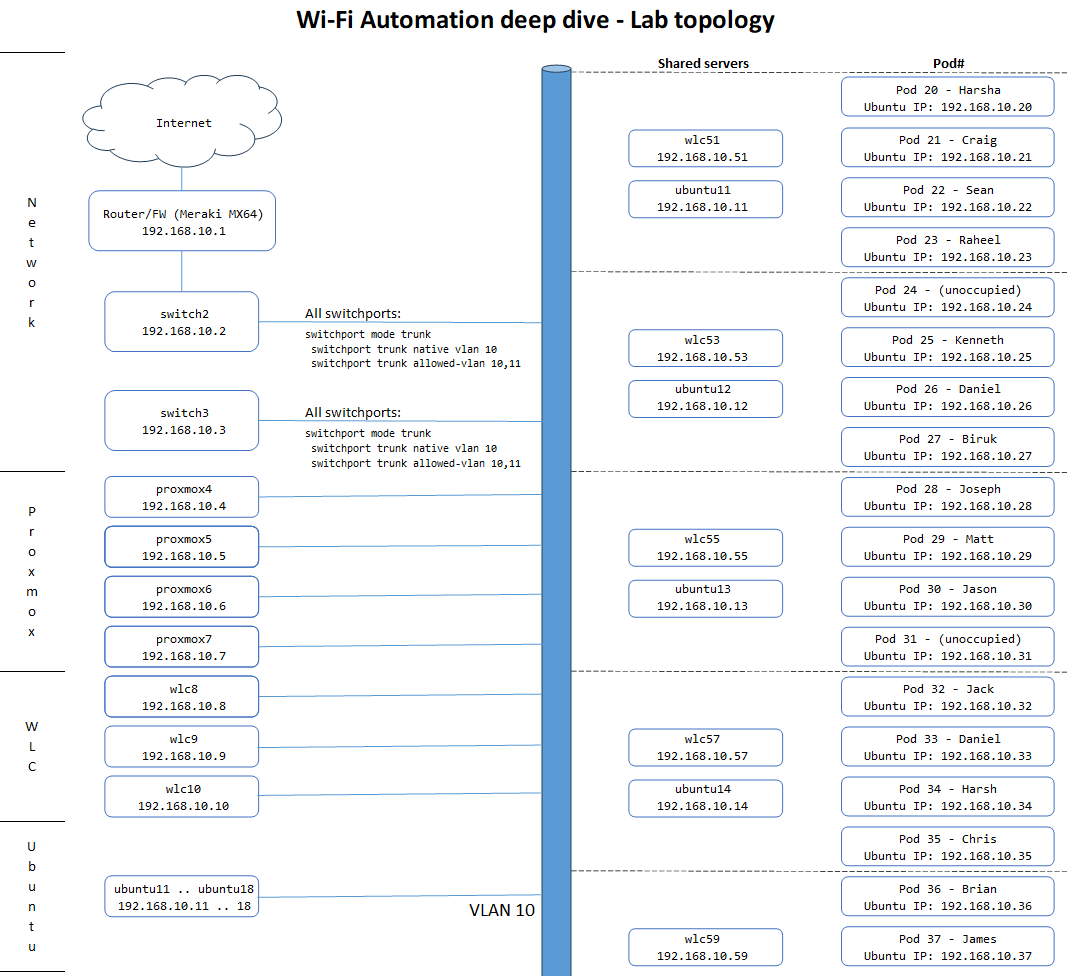 Wi-Fi Automation deep dive - Lab topology
Network
Internet
Router/FW (Meraki MX64)
192.168.10.1
switch2
192.168.10.2
All switchports:
switchport mode trunk
switchport trunk native vlan 10
switchport trunk allowed-vlan 10,11
switch3
192.168.10.3
All switchports:
switchport mode trunk
switchport trunk native vlan 10
switchport trunk allowed-vlan 10,11
Proxmox
proxmox4
192.168.10.4
proxmox5
192.168.10.5
proxmox6
192.168.10.6
proxmox7
192.168.10.7
WLC
wlc8
192.168.10.8
wlc9
192.168.10.9
wlc10
192.168.10.10
Ubuntu
ubuntu11 .. ubuntu18
192.168.10.11 .. 18
VLAN 10
Shared servers
wlc51
192.168.10.51
ubuntu11
192.168.10.11
wlc53
192.168.10.53
ubuntu12
192.168.10.12
wlc55
192.168.10.55
ubuntu13
192.168.10.13
wlc57
192.168.10.57
ubuntu14
192.168.10.14
wlc59
192.168.10.59
Pod#
Pod 20 - Harsha
Ubuntu IP: 192.168.10.20
Pod 21 - Craig
Ubuntu IP: 192.168.10.21
Pod 22 - Sean
Ubuntu IP: 192.168.10.22
Pod 23 - Raheel
Ubuntu IP: 192.168.10.23
Pod 24 - (unoccupied)
Ubuntu IP: 192.168.10.24
Pod 25 - Kenneth
Ubuntu IP: 192.168.10.25
Pod 26 - Daniel
Ubuntu IP: 192.168.10.26
Pod 27 - Biruk
Ubuntu IP: 192.168.10.27
Pod 28 - Joseph
Ubuntu IP: 192.168.10.28
Pod 29 - Matt
Ubuntu IP: 192.168.10.29
Pod 30 - Jason
Ubuntu IP: 192.168.10.30
Pod 31 - (unoccupied)
Ubuntu IP: 192.168.10.31
Pod 32 - Jack
Ubuntu IP: 192.168.10.32
Pod 33 - Daniel
Ubuntu IP: 192.168.10.33
Pod 34 - Harsh
Ubuntu IP: 192.168.10.34
Pod 35 - Chris
Ubuntu IP: 192.168.10.35
Pod 36 - Brian
Ubuntu IP: 192.168.10.36
Pod 37 - James
Ubuntu IP: 192.168.10.37